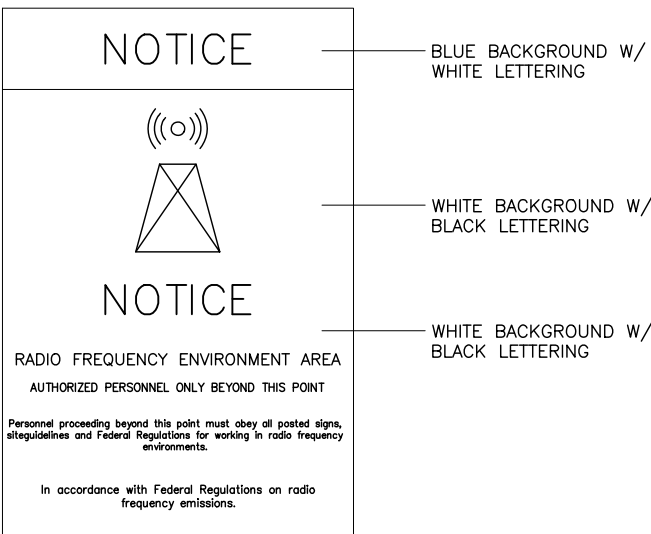 NOTICE
BLUE BACKGROUND W/
WHITE LETTERING
WHITE BACKGROUND W/
BLACK LETTERING
NOTICE
WHITE BACKGROUND W/
BLACK LETTERING
RADIO FREQUENCY ENVIRONMENT AREA
AUTHORIZED PERSONNEL ONLY BEYOND THIS POINT
Personnel proceeding beyond this point must obey all posted signs,
siteguidelines and Federal Regulations for working in radio frequency
environments.
In accordance with Federal Regulations on radio
frequency emissions.